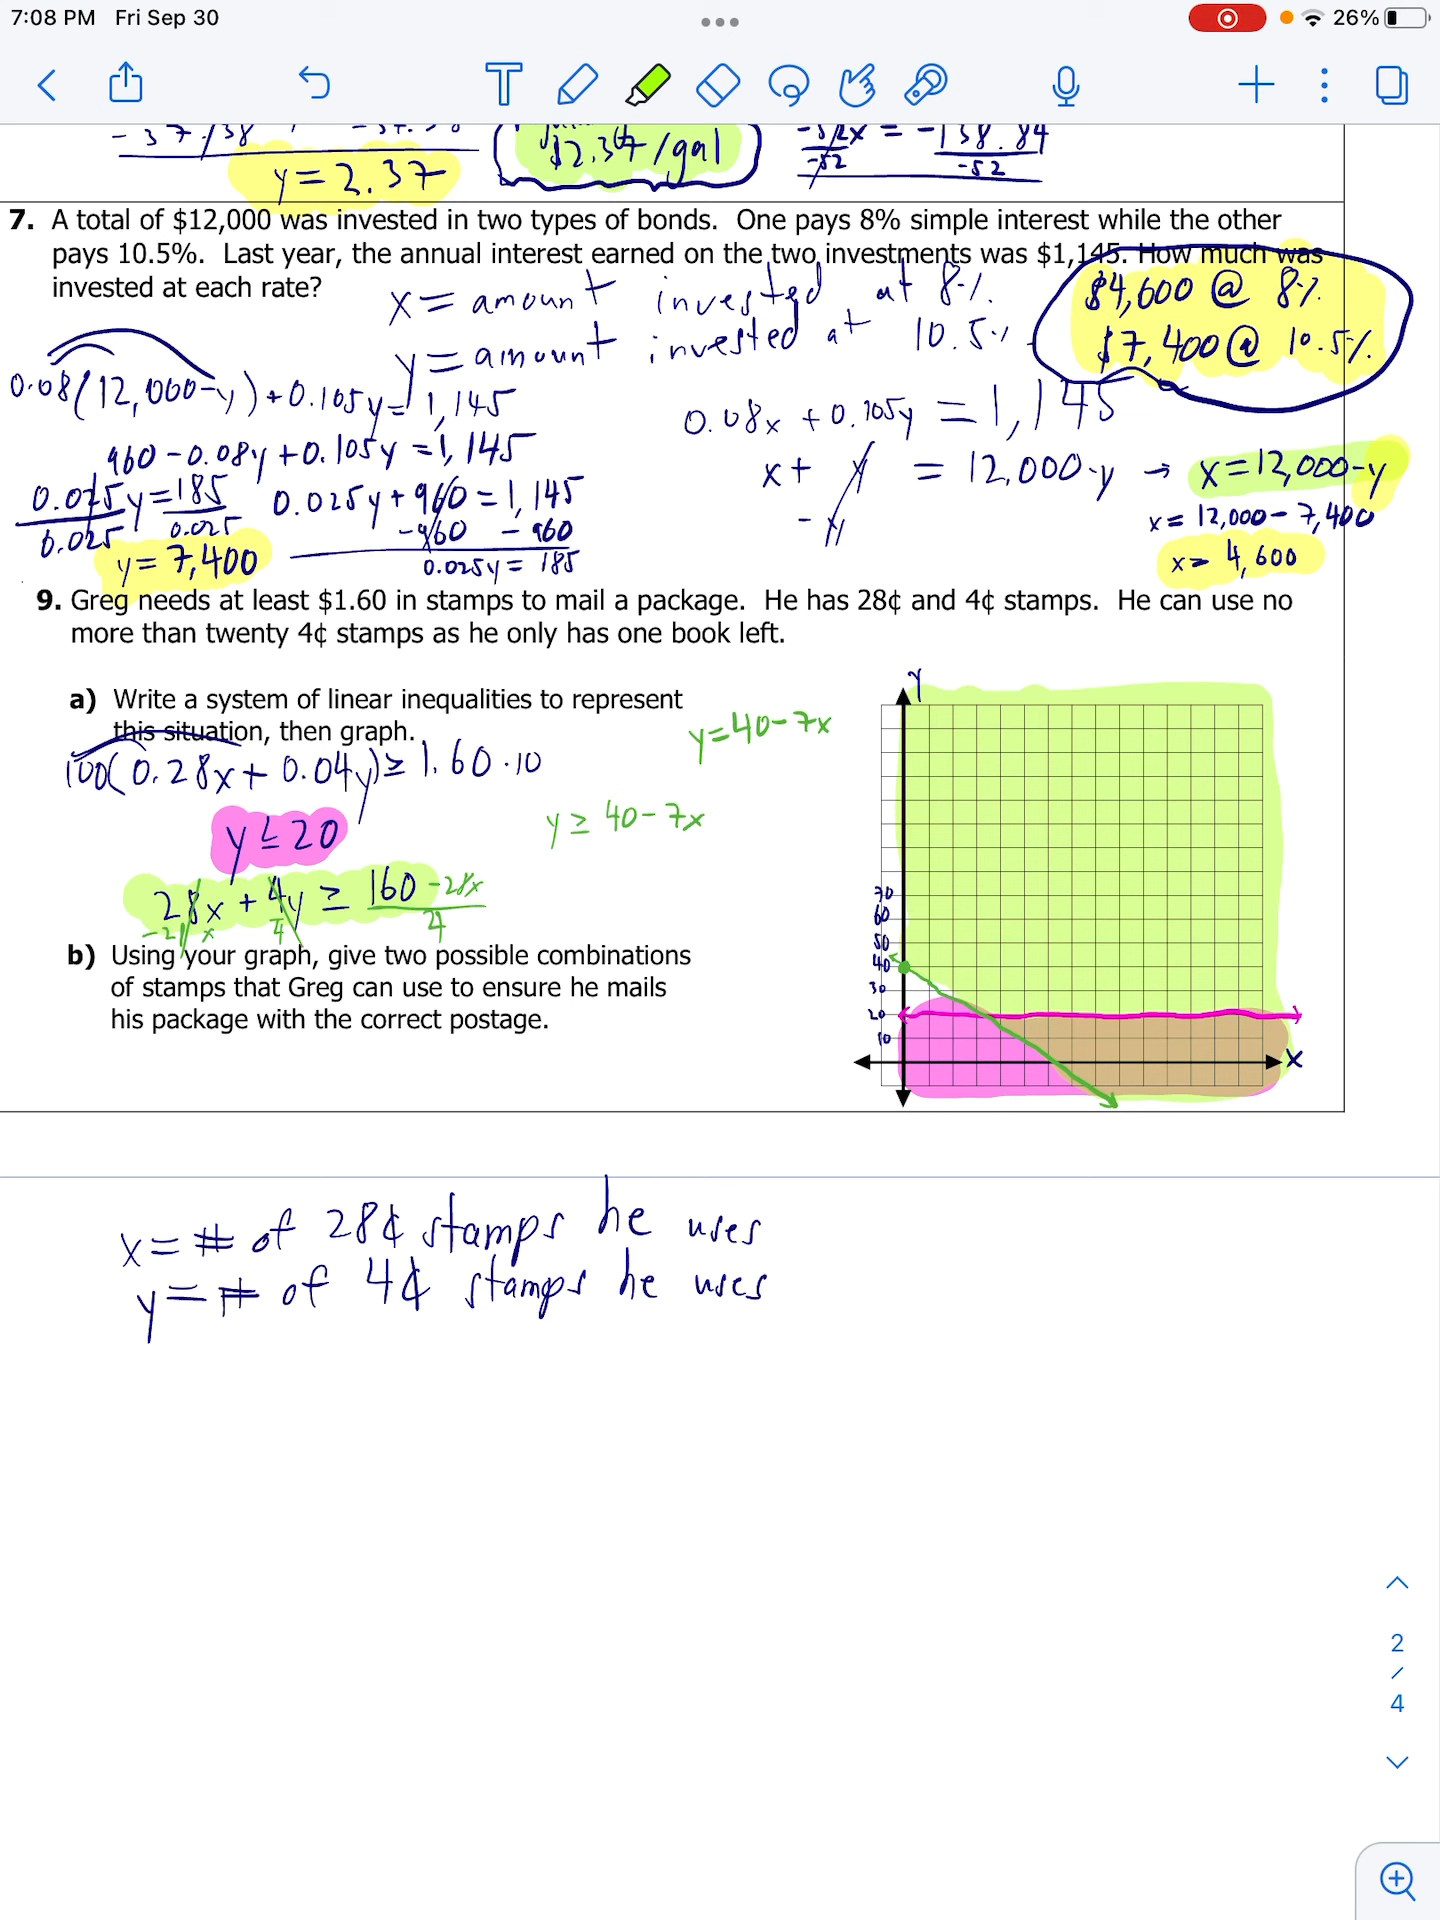 7:08 PM Fri Sep 30
26%
y=2.37
$2.37/gal
-52x = -138.84
-52 -52
7. A total of $12,000 was invested in two types of bonds. One pays 8% simple interest while the other
pays 10.5%. Last year, the annual interest earned on the two investments was $1,145. How much was
invested at each rate?
x = amount invested at 8%.
y = amount invested at 10.5%
$4,600 @ 8%
$7,400 @ 10.5%
0.08(12,000-y)+0.105y=1,145
960-0.08y+0.105y=1,145
0.025y+960=1,145
-960 -960
0.025y=185
0.025y=185
0.025 0.025
y=7,400
0.08x+0.105y=1,145
x+y=12,000-y → x=12,000-y
-y
x=12,000-7,400
x=4,600
9. Greg needs at least $1.60 in stamps to mail a package. He has 28¢ and 4¢ stamps. He can use no
more than twenty 4¢ stamps as he only has one book left.
a) Write a system of linear inequalities to represent
this situation, then graph.
100(0.28x+0.04y)≥1.60·10
y≤20
28x+4y≥160-28x
-28x 4 4
y=40-7x
y≥40-7x
b) Using your graph, give two possible combinations
of stamps that Greg can use to ensure he mails
his package with the correct postage.
y
70
60
50
40
30
20
10
x
x=# of 28¢ stamps he uses
y=# of 4¢ stamps he uses
2
/
4